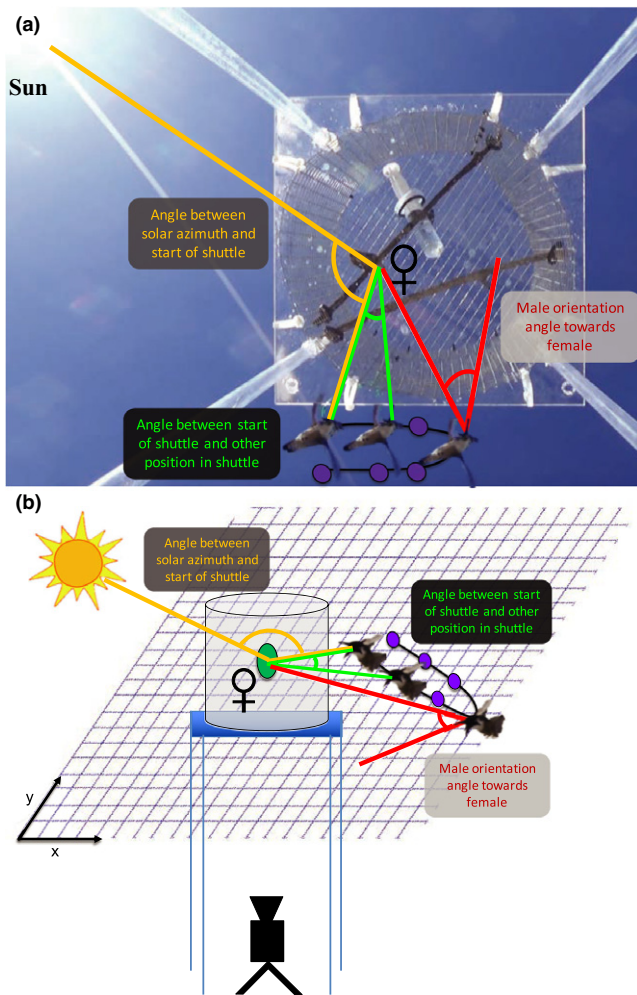 (a)
Sun
Angle between
solar azimuth and
start of shuttle
Male orientation
angle towards
female
Angle between start
of shuttle and other
position in shuttle
(b)
Angle between
solar azimuth and
start of shuttle
Angle between start
of shuttle and other
position in shuttle
Male orientation
angle towards
female
y
x